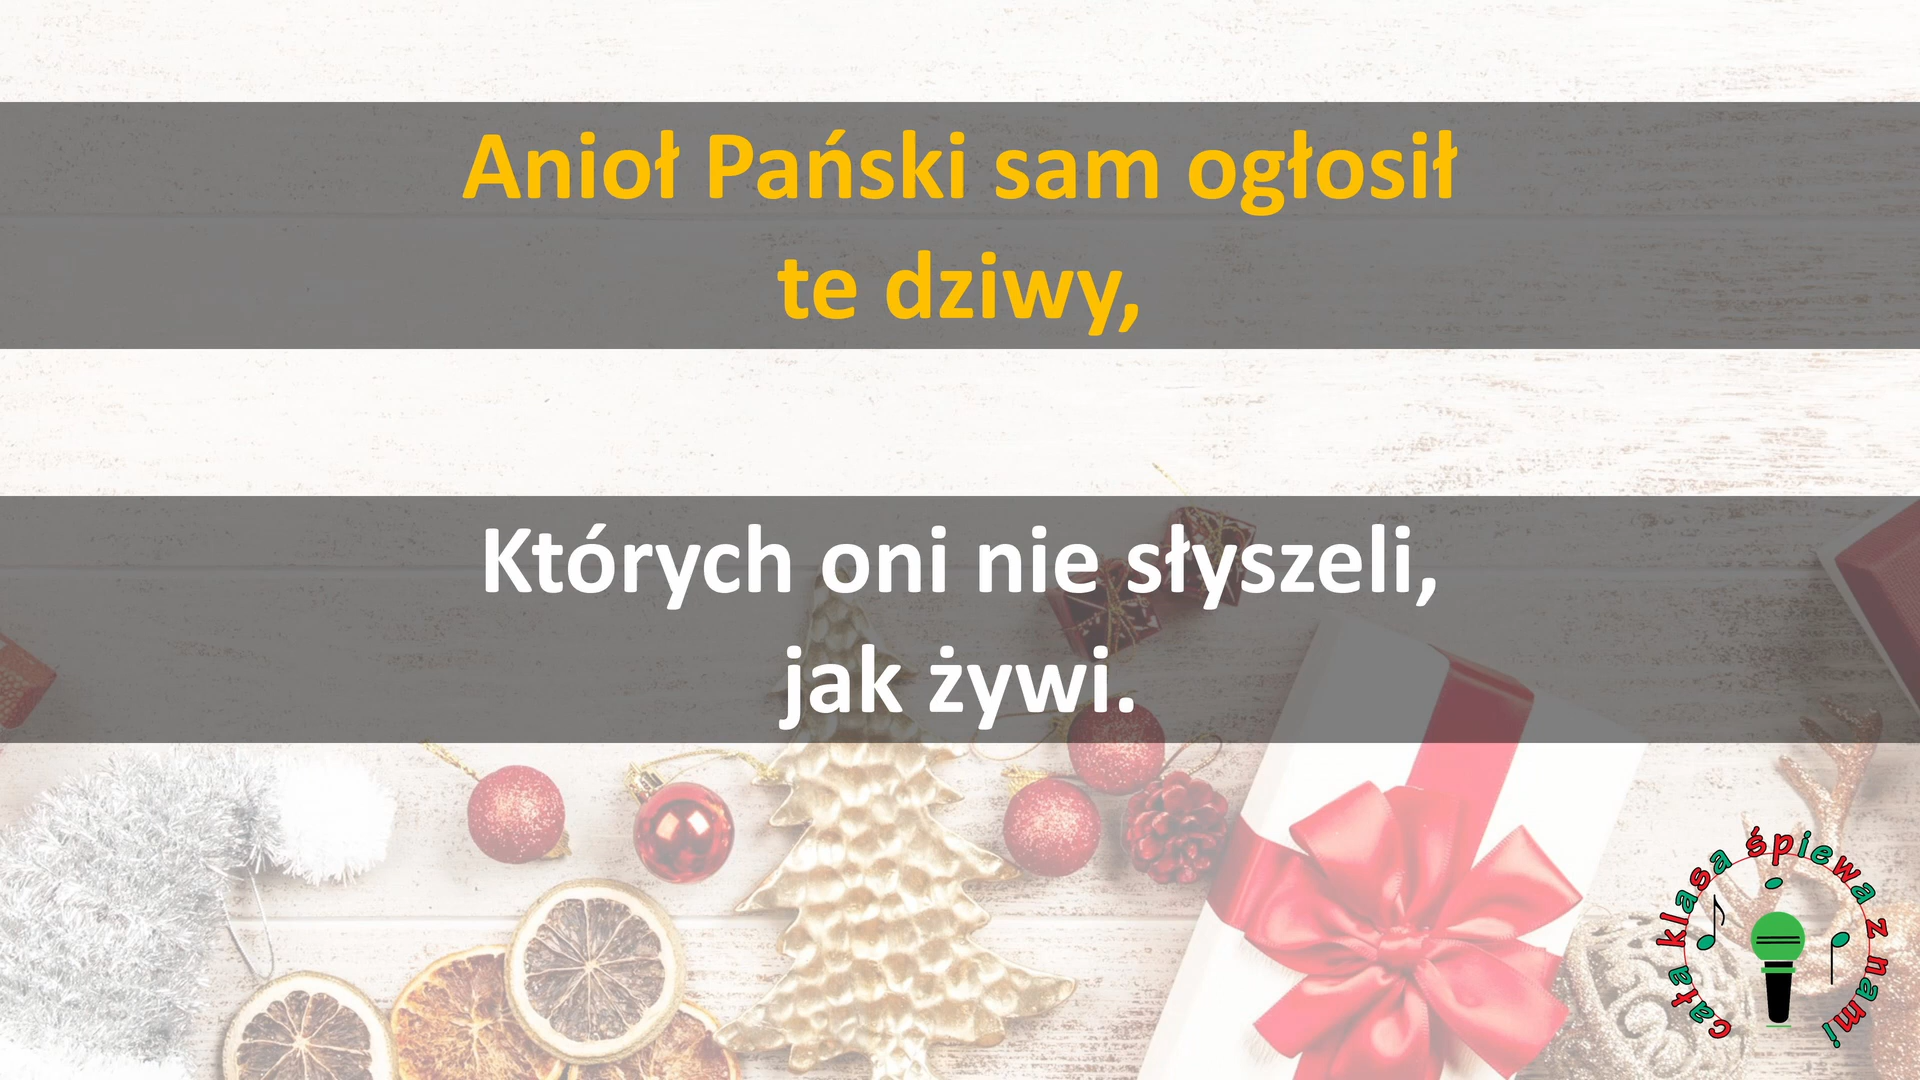 Anioł Pański sam ogłosił
te dziwy,
Których oni nie słyszeli,
jak żywi.
cała klasa śpiewa z nami